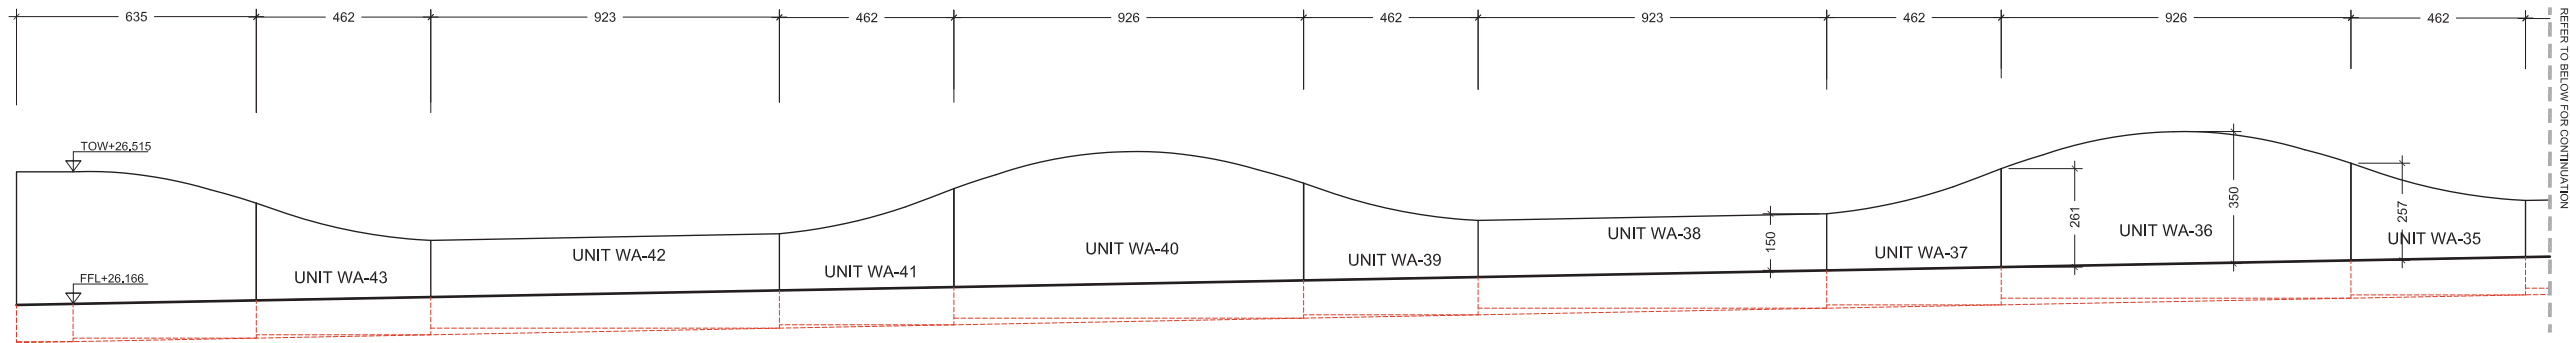 635
462
923
462
926
462
923
462
926
462
REFER TO BELOW FOR CONTINUATION
TOW+26.515
FFL+26.166
UNIT WA-43
UNIT WA-42
UNIT WA-41
UNIT WA-40
UNIT WA-39
UNIT WA-38
150
UNIT WA-37
261
UNIT WA-36
350
257
UNIT WA-35